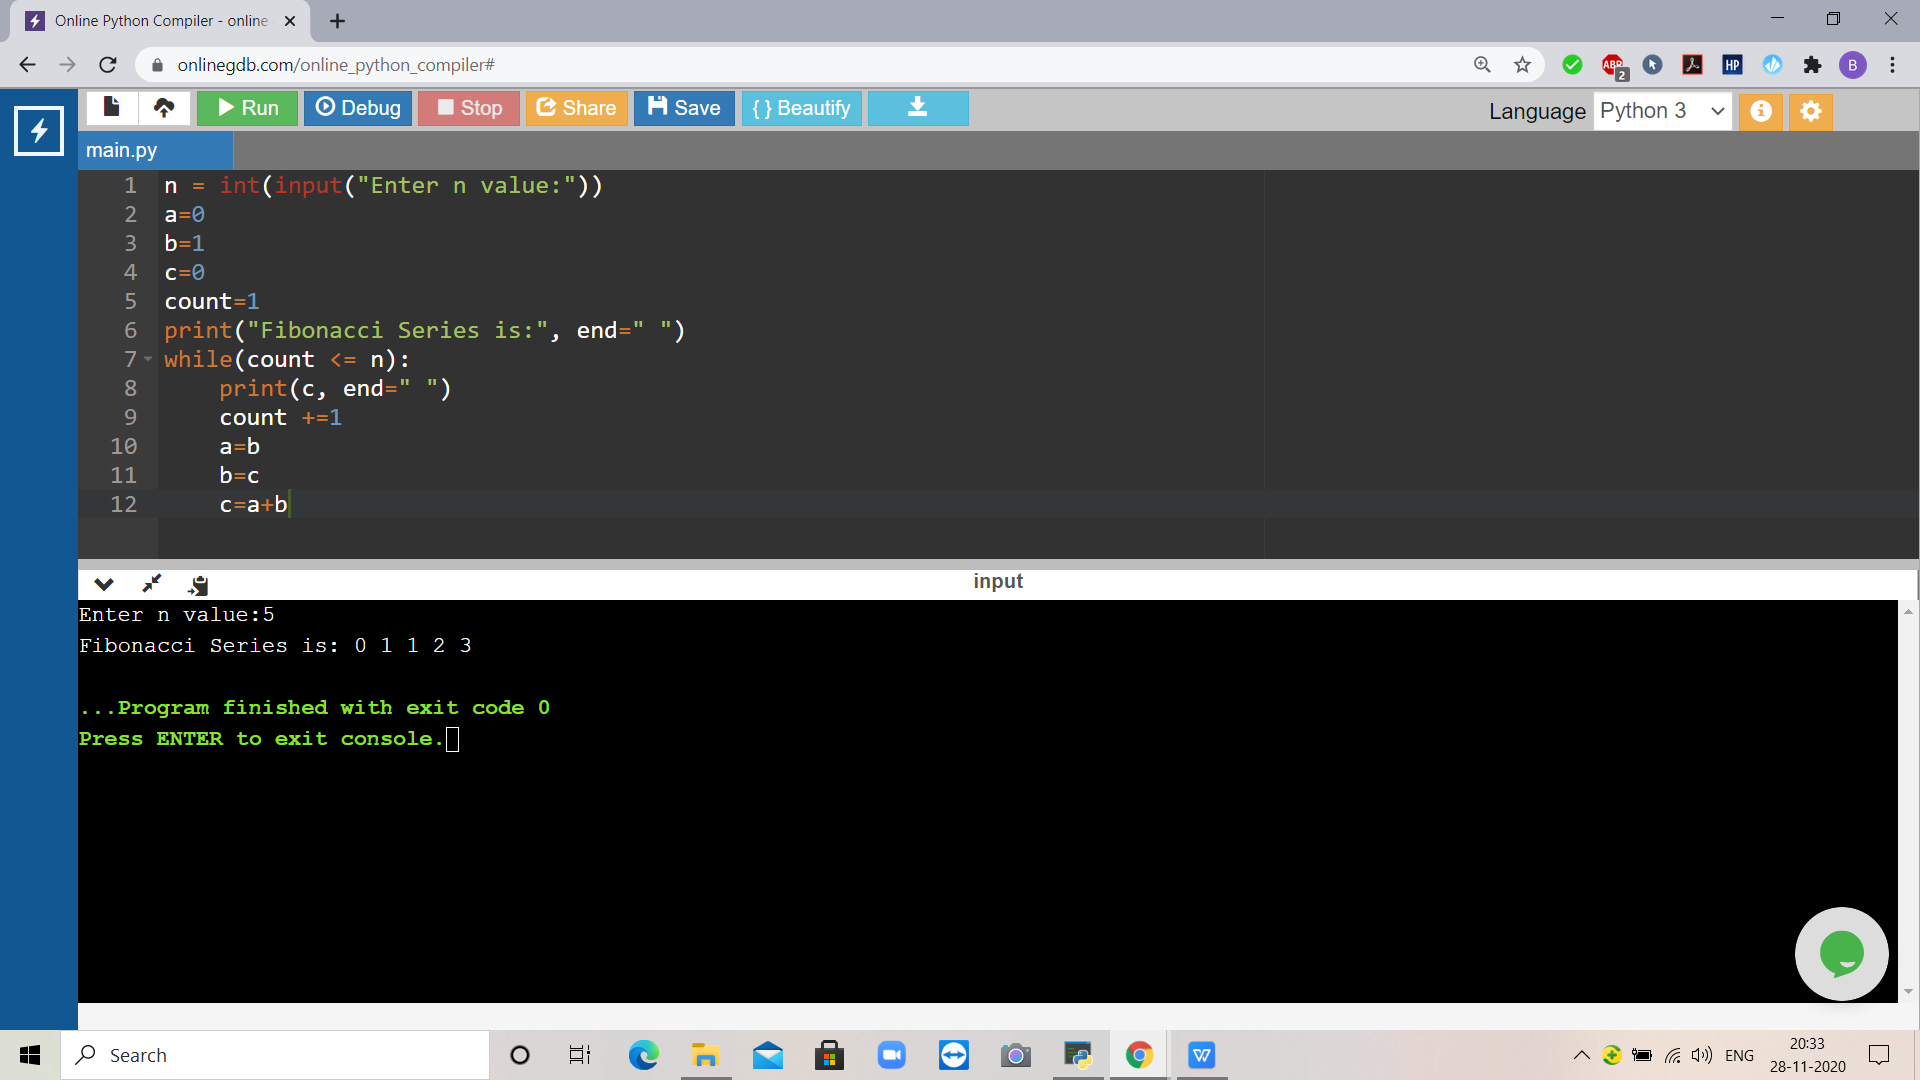 Online Python Compiler - online
onlinegdb.com/online_python_compiler#
ABP
2
HP
B
Run
Debug
Stop
Share
Save
{ } Beautify
Language
Python 3
main.py
1 n = int(input("Enter n value:"))
2 a=0
3 b=1
4 c=0
5 count=1
6 print("Fibonacci Series is:", end=" ")
7 while(count <= n):
8     print(c, end=" ")
9     count +=1
10     a=b
11     b=c
12     c=a+b
input
Enter n value:5
Fibonacci Series is: 0 1 1 2 3
...Program finished with exit code 0
Press ENTER to exit console.
Search
W
ENG
20:33
28-11-2020